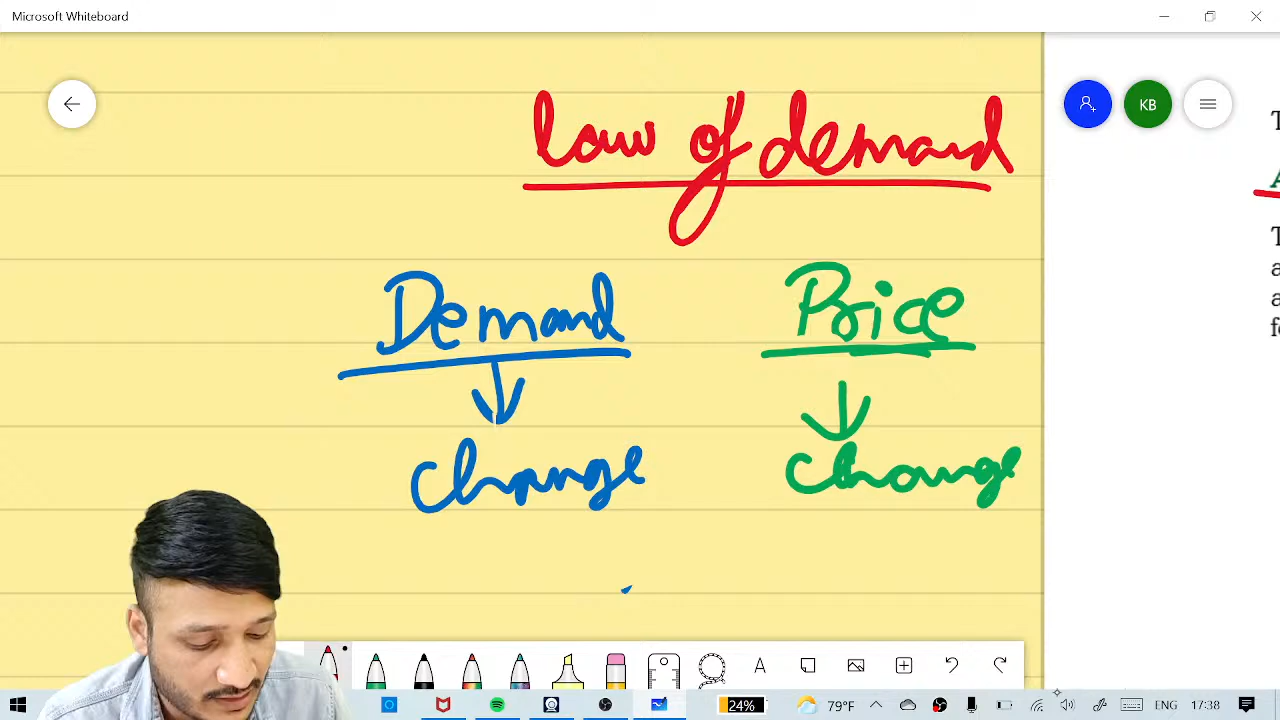 Microsoft Whiteboard
KB
law of demand
Demand Price
change change
A
24%
79°F
ENG
17:38